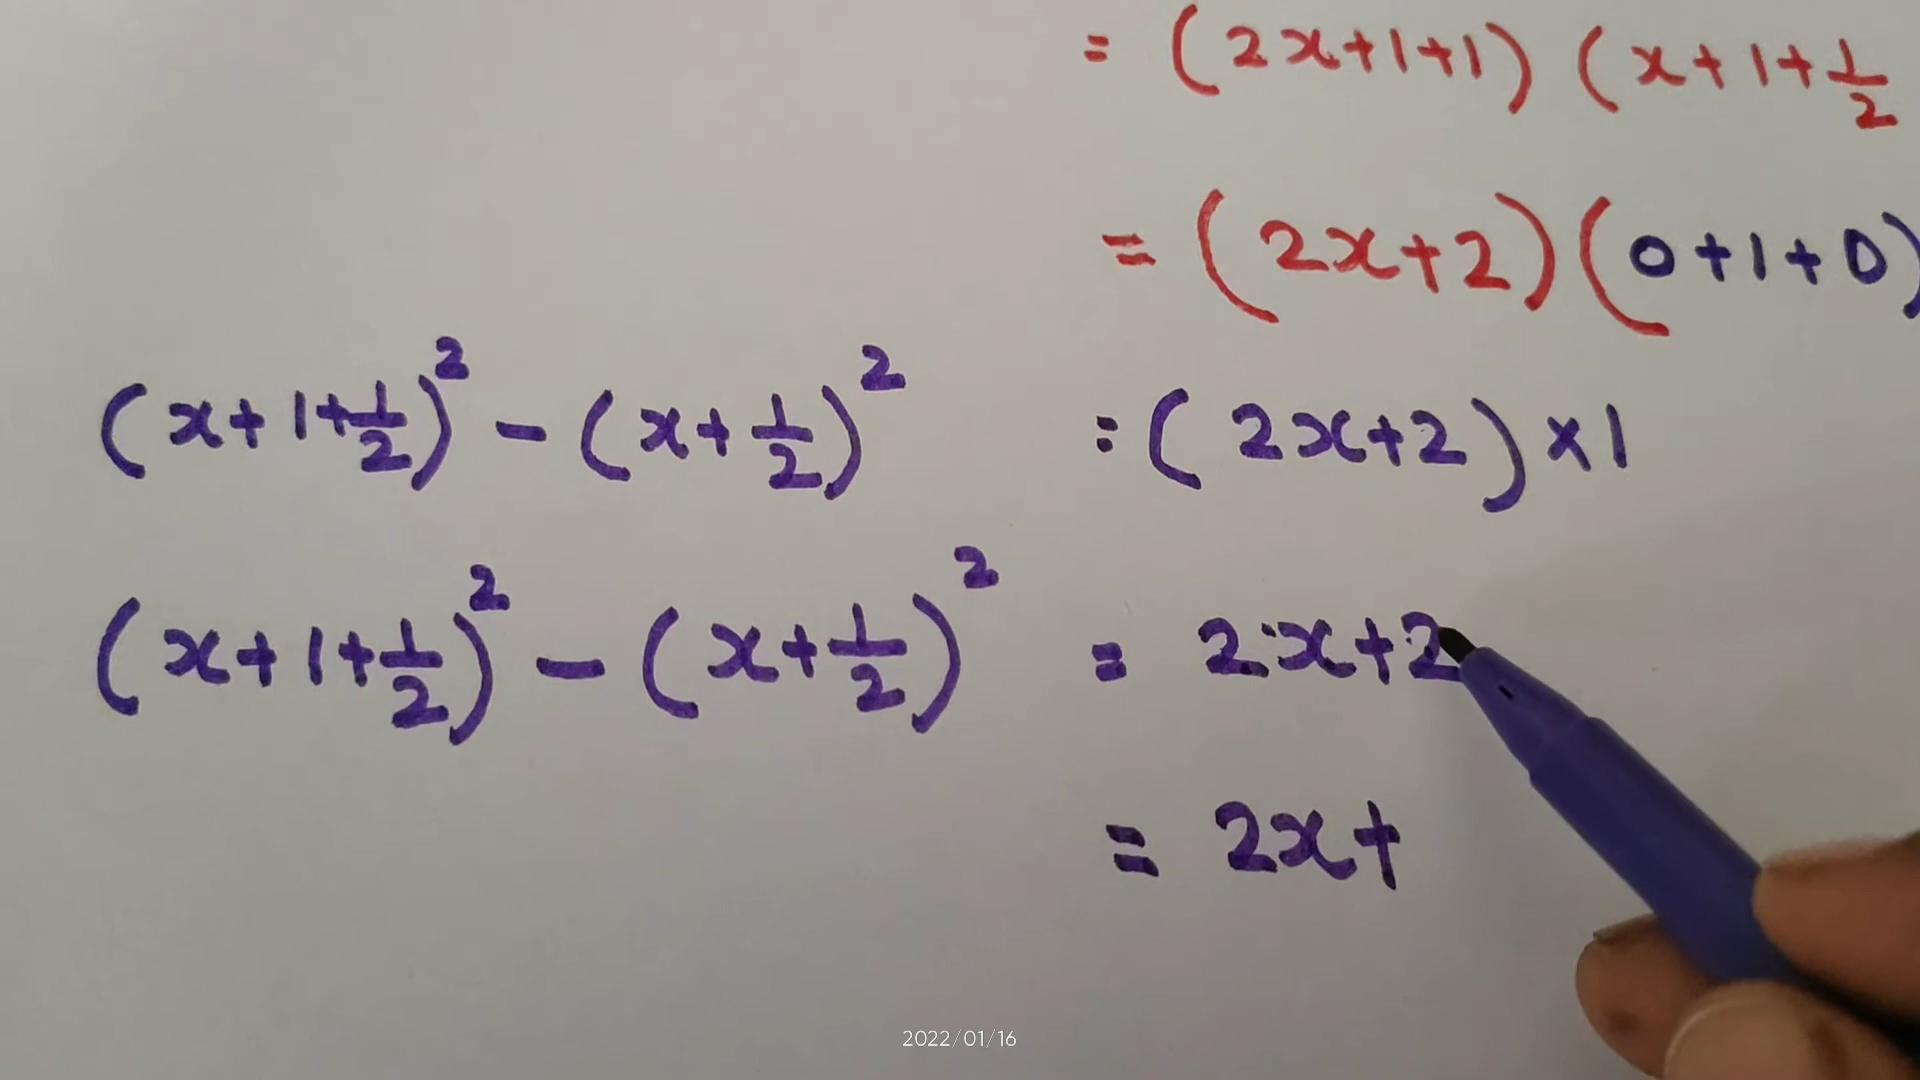 = (2x+1+1) (x+1+1/2
= (2x+2) (0+1+0)
(x+1+1/2)² - (x+1/2)² : (2x+2) ×1
(x+1+1/2)² - (x+1/2)² = 2x+2
= 2x+
2022/01/16